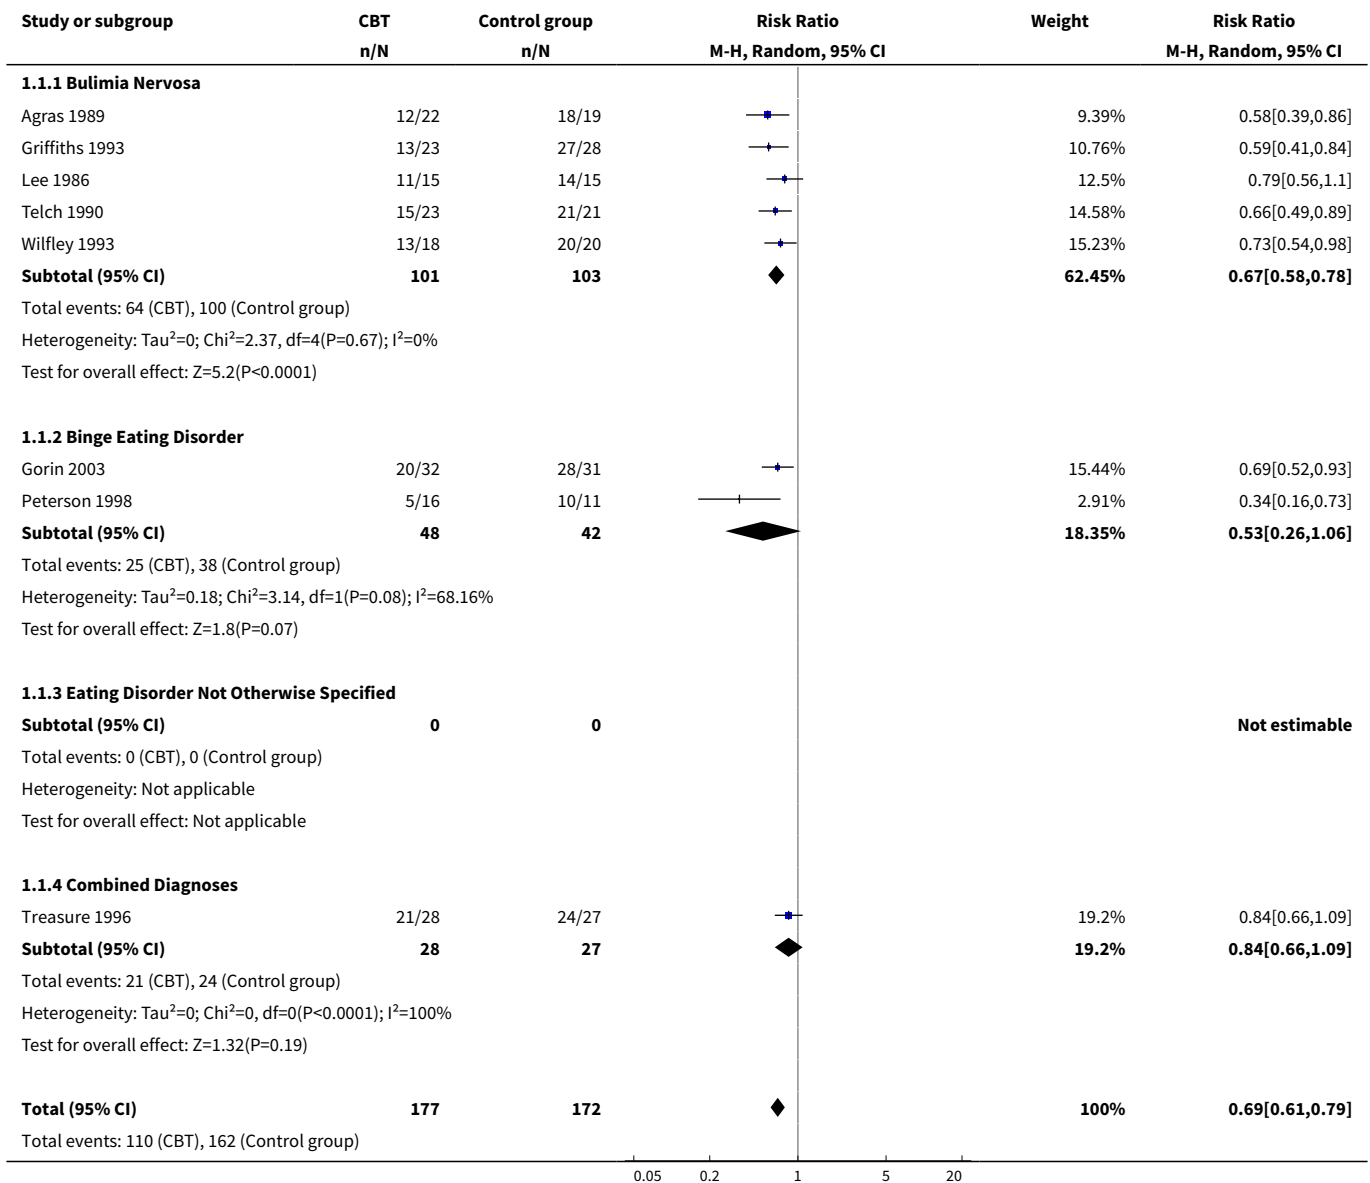 Study or subgroup CBT Control group Risk Ratio Weight Risk Ratio
n/N n/N M-H, Random, 95% CI M-H, Random, 95% CI
1.1.1 Bulimia Nervosa
Agras 1989 12/22 18/19 9.39% 0.58[0.39,0.86]
Griffiths 1993 13/23 27/28 10.76% 0.59[0.41,0.84]
Lee 1986 11/15 14/15 12.5% 0.79[0.56,1.1]
Telch 1990 15/23 21/21 14.58% 0.66[0.49,0.89]
Wilfley 1993 13/18 20/20 15.23% 0.73[0.54,0.98]
Subtotal (95% CI) 101 103 62.45% 0.67[0.58,0.78]
Total events: 64 (CBT), 100 (Control group)
Heterogeneity: Tau²=0; Chi²=2.37, df=4(P=0.67); I²=0%
Test for overall effect: Z=5.2(P<0.0001)
1.1.2 Binge Eating Disorder
Gorin 2003 20/32 28/31 15.44% 0.69[0.52,0.93]
Peterson 1998 5/16 10/11 2.91% 0.34[0.16,0.73]
Subtotal (95% CI) 48 42 18.35% 0.53[0.26,1.06]
Total events: 25 (CBT), 38 (Control group)
Heterogeneity: Tau²=0.18; Chi²=3.14, df=1(P=0.08); I²=68.16%
Test for overall effect: Z=1.8(P=0.07)
1.1.3 Eating Disorder Not Otherwise Specified
Subtotal (95% CI) 0 0 Not estimable
Total events: 0 (CBT), 0 (Control group)
Heterogeneity: Not applicable
Test for overall effect: Not applicable
1.1.4 Combined Diagnoses
Treasure 1996 21/28 24/27 19.2% 0.84[0.66,1.09]
Subtotal (95% CI) 28 27 19.2% 0.84[0.66,1.09]
Total events: 21 (CBT), 24 (Control group)
Heterogeneity: Tau²=0; Chi²=0, df=0(P<0.0001); I²=100%
Test for overall effect: Z=1.32(P=0.19)
Total (95% CI) 177 172 100% 0.69[0.61,0.79]
Total events: 110 (CBT), 162 (Control group)
0.05 0.2 1 5 20